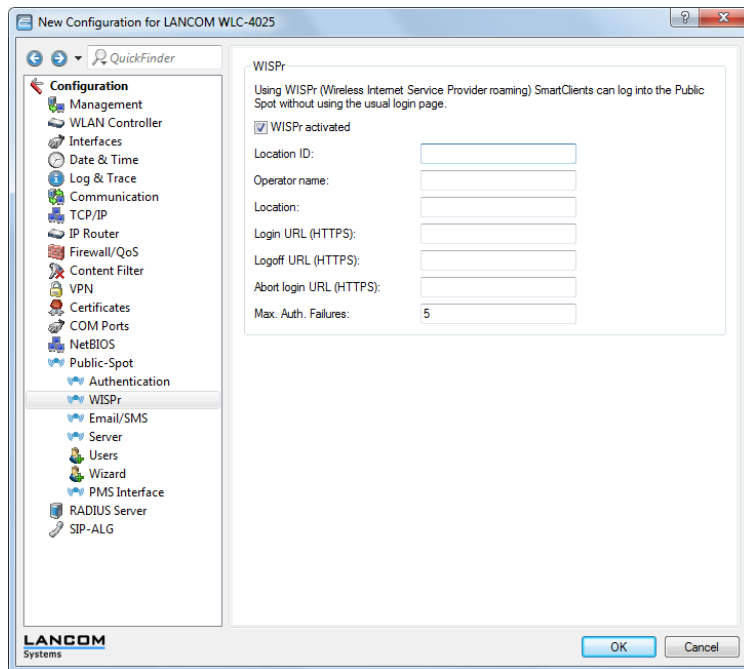 New Configuration for LANCOM WLC-4025
QuickFinder
Configuration
Management
WLAN Controller
Interfaces
Date & Time
Log & Trace
Communication
TCP/IP
IP Router
Firewall/QoS
Content Filter
VPN
Certificates
COM Ports
NetBIOS
Public-Spot
Authentication
WISPr
Email/SMS
Server
Users
Wizard
PMS Interface
RADIUS Server
SIP-ALG
WISPr
Using WISPr (Wireless Internet Service Provider roaming) SmartClients can log into the Public
Spot without using the usual login page.
WISPr activated
Location ID:
Operator name:
Location:
Login URL (HTTPS):
Logoff URL (HTTPS):
Abort login URL (HTTPS):
Max. Auth. Failures: 5
LANCOM
Systems
OK Cancel